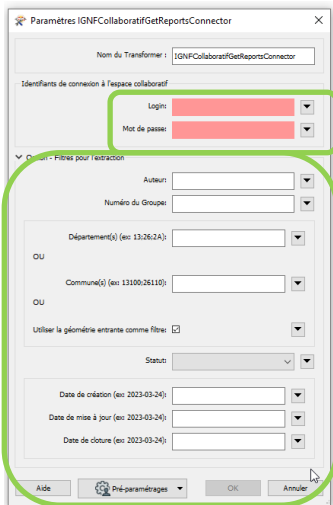 Paramètres IGNFCollaboratifGetReportsConnector
Nom du Transformer : IGNFCollaboratifGetReportsConnector
Identifiants de connexion à l'espace collaboratif
Login:
Mot de passe:
Filtres pour l'extraction
Auteur:
Numéro du Groupe:
Département(s) (ex: 13;26;2A):
OU
Commune(s) (ex: 13100;26110):
OU
Utiliser la géométrie entrante comme filtre:
Statut:
Date de création (ex: 2023-03-24):
Date de mise à jour (ex: 2023-03-24):
Date de cloture (ex: 2023-03-24):
Aide Pré-paramétrages OK Annuler